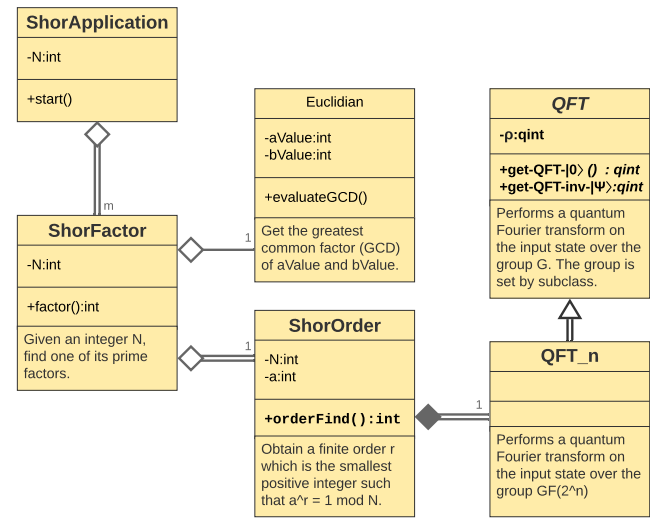 ShorApplication
-N:int
+start()
m
ShorFactor
-N:int
+factor():int
Given an integer N,
find one of its prime
factors.
Euclidian
-aValue:int
-bValue:int
+evaluateGCD()
1
Get the greatest
common factor (GCD)
of aValue and bValue.
ShorOrder
1
-N:int
-a:int
+orderFind():int
Obtain a finite order r
which is the smallest
positive integer such
that a^r = 1 mod N.
QFT
-ρ:qint
+get-QFT-|0⟩ () : qint
+get-QFT-inv-|Ψ⟩:qint
Performs a quantum
Fourier transform on
the input state over the
group G. The group is
set by subclass.
QFT_n
1
Performs a quantum
Fourier transform on
the input state over the
group GF(2^n)